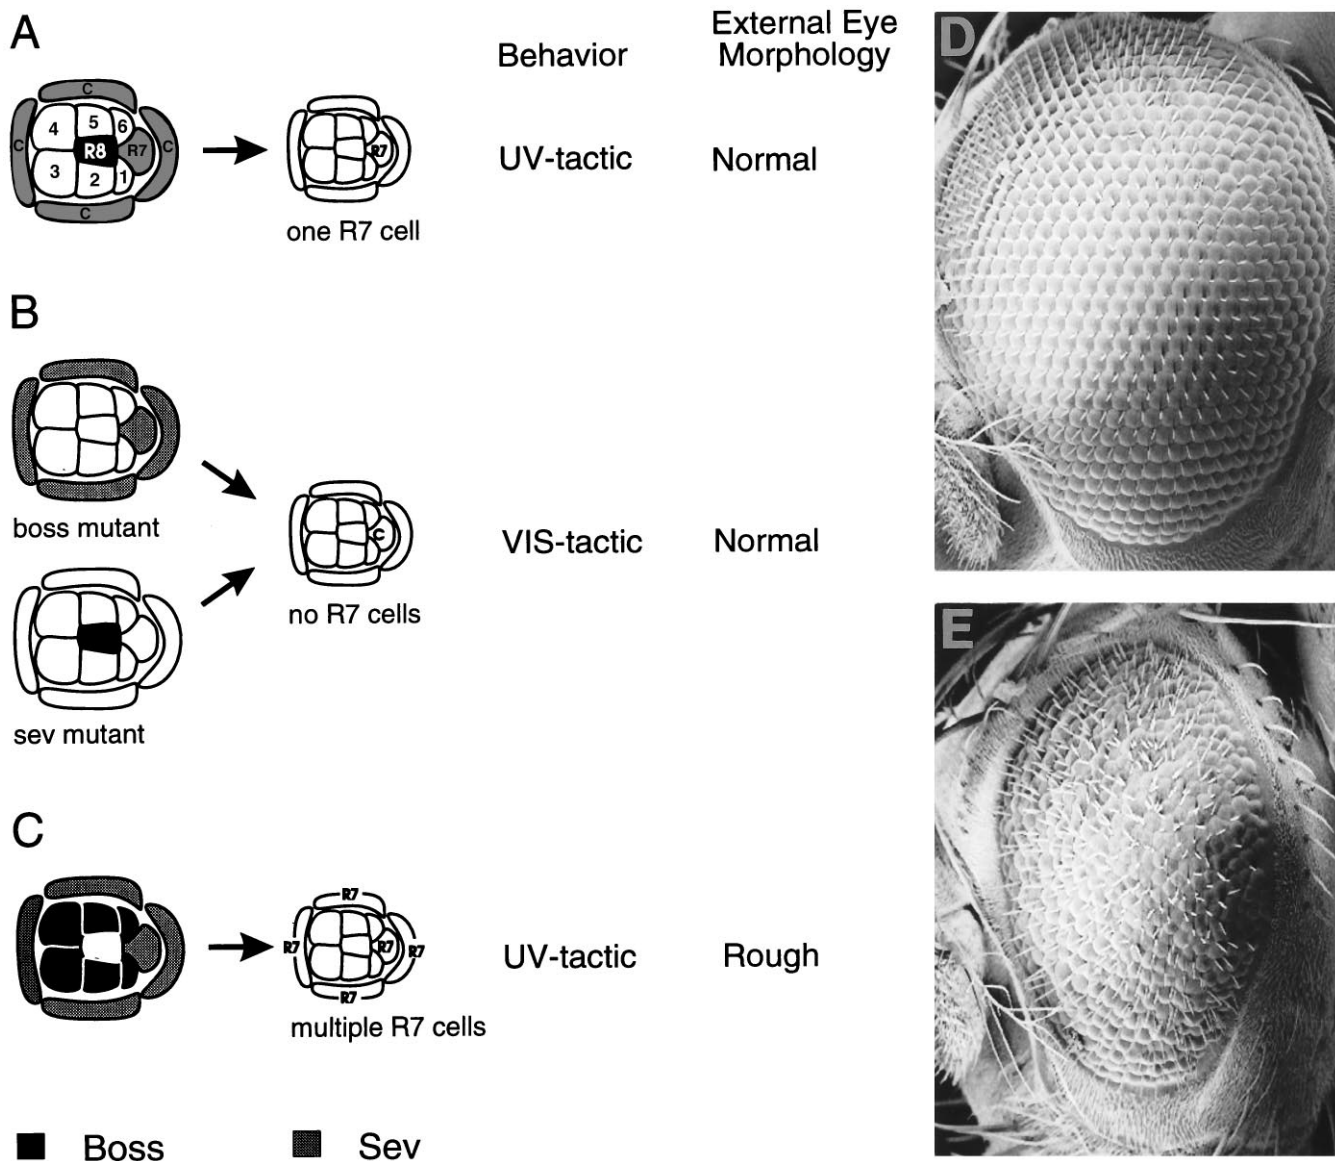 A
Behavior
External Eye
Morphology
D
C
4
5
6
C
R8
R7
C
3
2
1
C
R7
one R7 cell
UV-tactic
Normal
B
boss mutant
C
no R7 cells
VIS-tactic
Normal
sev mutant
E
C
R7
R7
R7
R7
R7
multiple R7 cells
UV-tactic
Rough
Boss
Sev